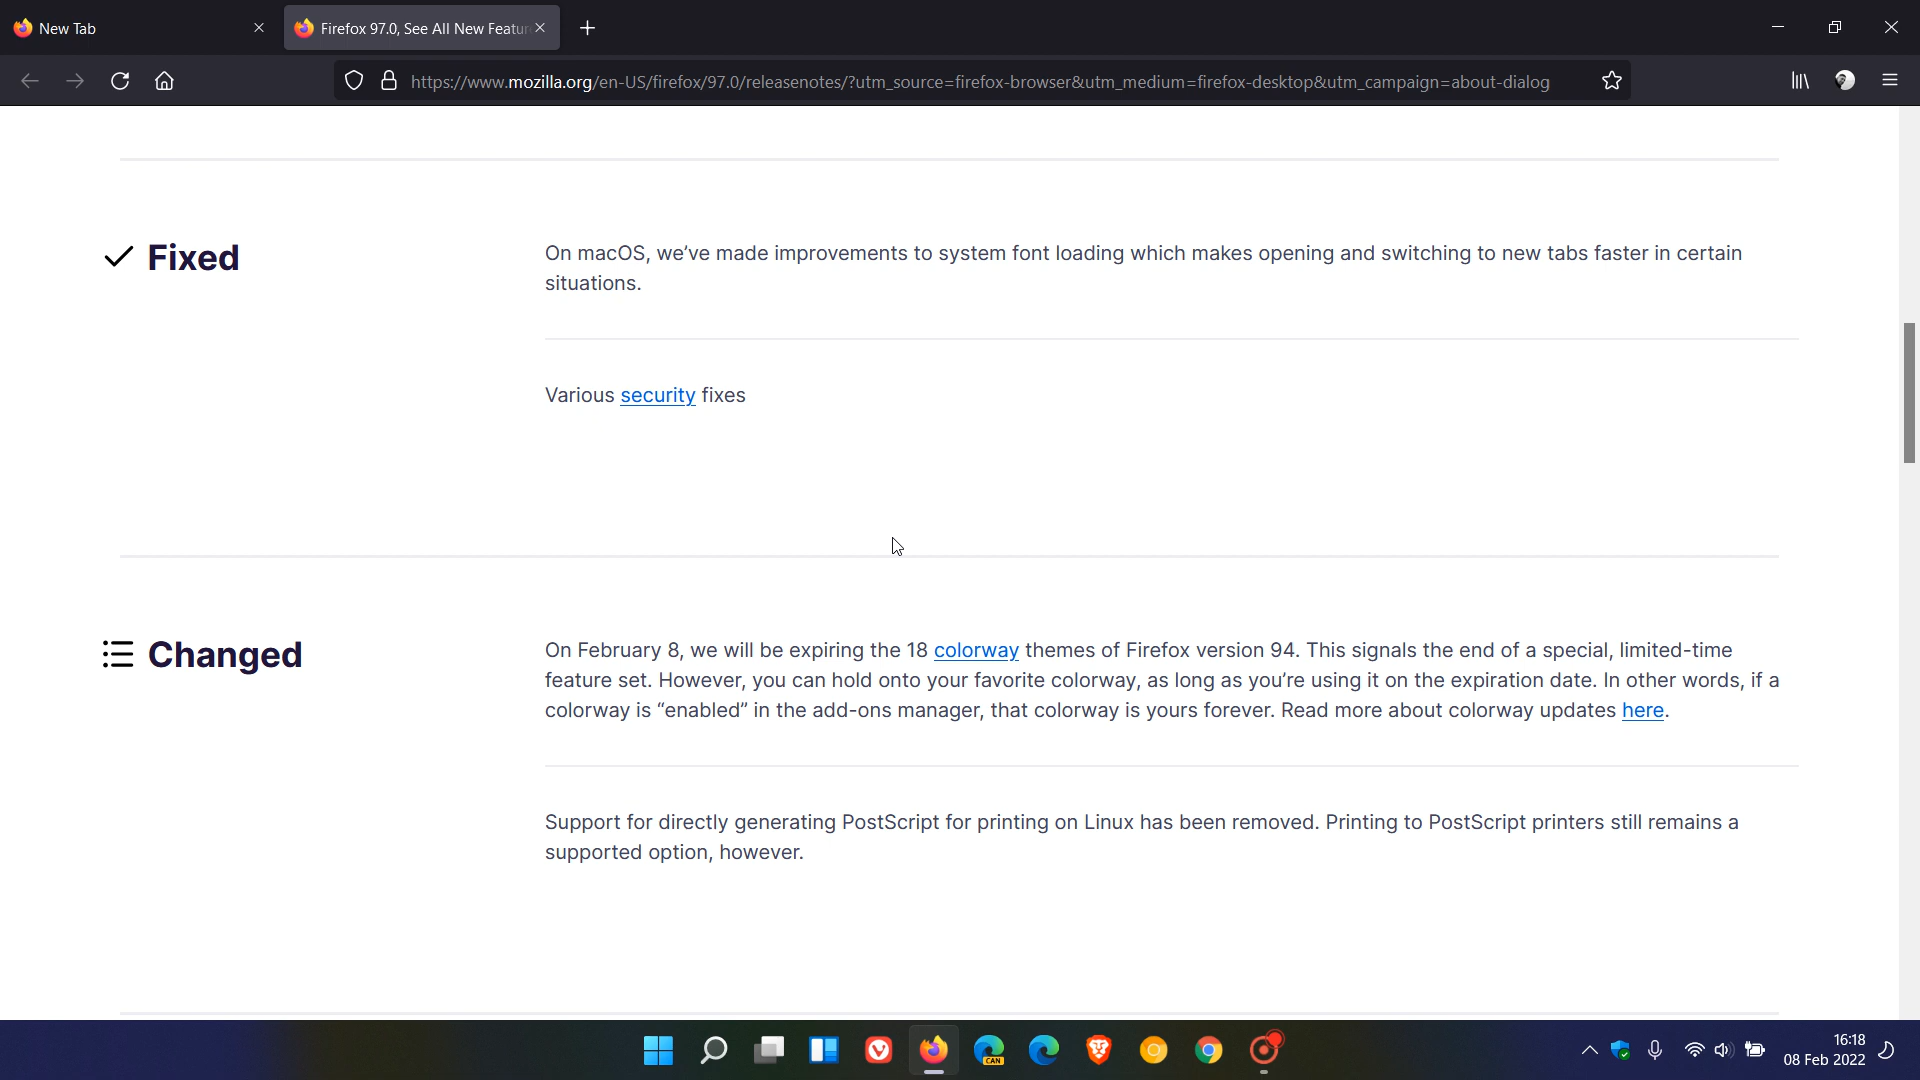 New Tab
Firefox 97.0, See All New Featur
https://www.mozilla.org/en-US/firefox/97.0/releasenotes/?utm_source=firefox-browser&utm_medium=firefox-desktop&utm_campaign=about-dialog
Fixed
On macOS, we’ve made improvements to system font loading which makes opening and switching to new tabs faster in certain
situations.
Various security fixes
Changed
On February 8, we will be expiring the 18 colorway themes of Firefox version 94. This signals the end of a special, limited-time
feature set. However, you can hold onto your favorite colorway, as long as you’re using it on the expiration date. In other words, if a
colorway is “enabled” in the add-ons manager, that colorway is yours forever. Read more about colorway updates here.
Support for directly generating PostScript for printing on Linux has been removed. Printing to PostScript printers still remains a
supported option, however.
CAN
16:18
08 Feb 2022